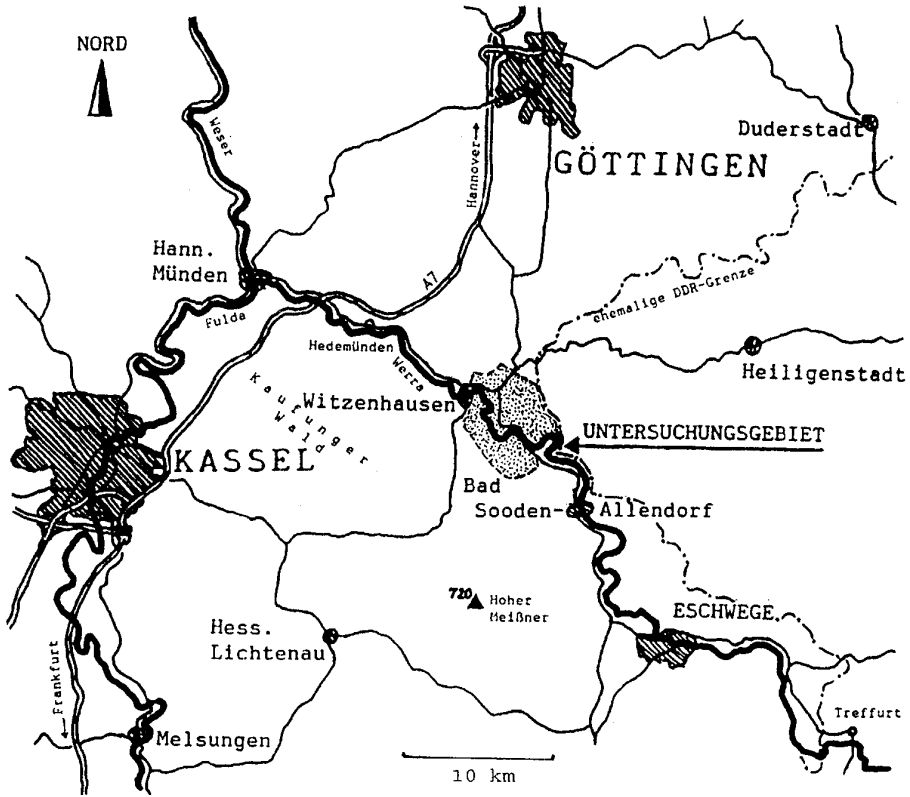 NORD
Weser
Hannover
GÖTTINGEN
Duderstadt
Hann.
Münden
A7
ehemalige DDR-Grenze
Fulda
Hedemünden
Werra
Heiligenstadt
Kaufunger
Wald
Witzenhausen
UNTERSUCHUNGSGEBIET
KASSEL
Bad
Sooden-
Allendorf
720
Hoher
Meißner
ESCHWEGE
Hess.
Lichtenau
Frankfurt
Melsungen
Treffurt
10 km